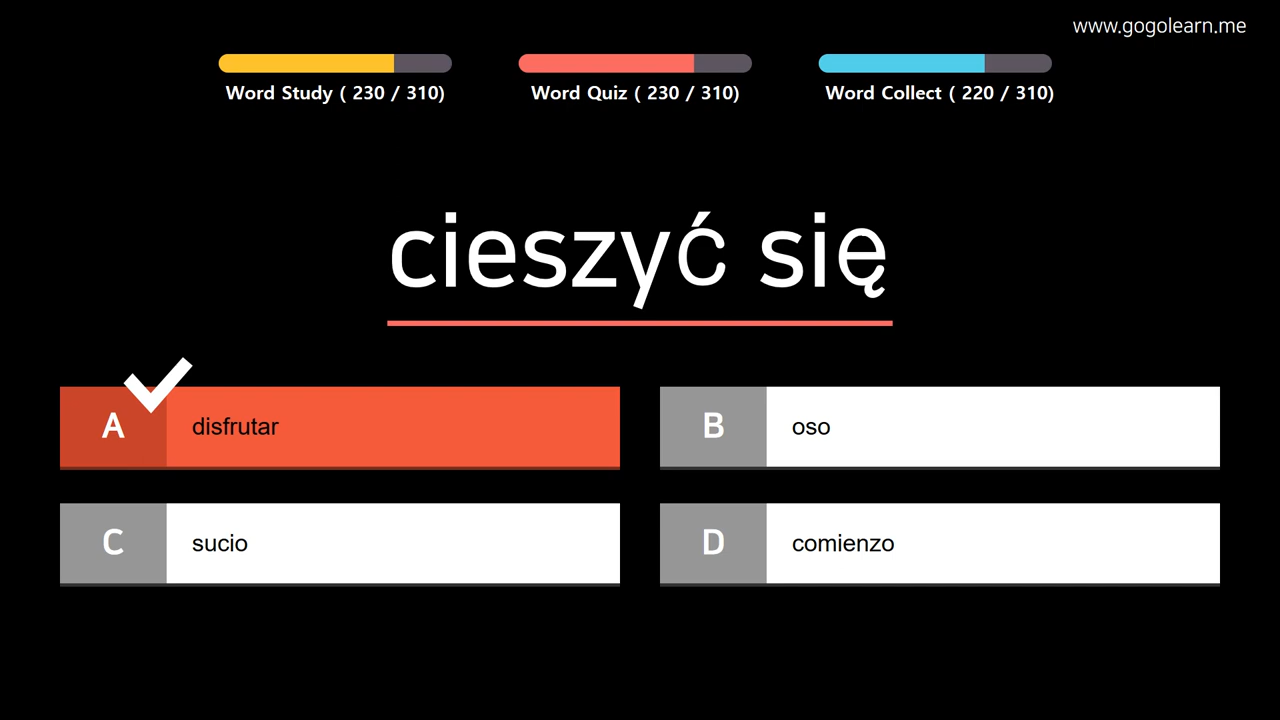 www.gogolearn.me
Word Study ( 230 / 310)
Word Quiz ( 230 / 310)
Word Collect ( 220 / 310)
cieszyć się
A disfrutar
B oso
C sucio
D comienzo